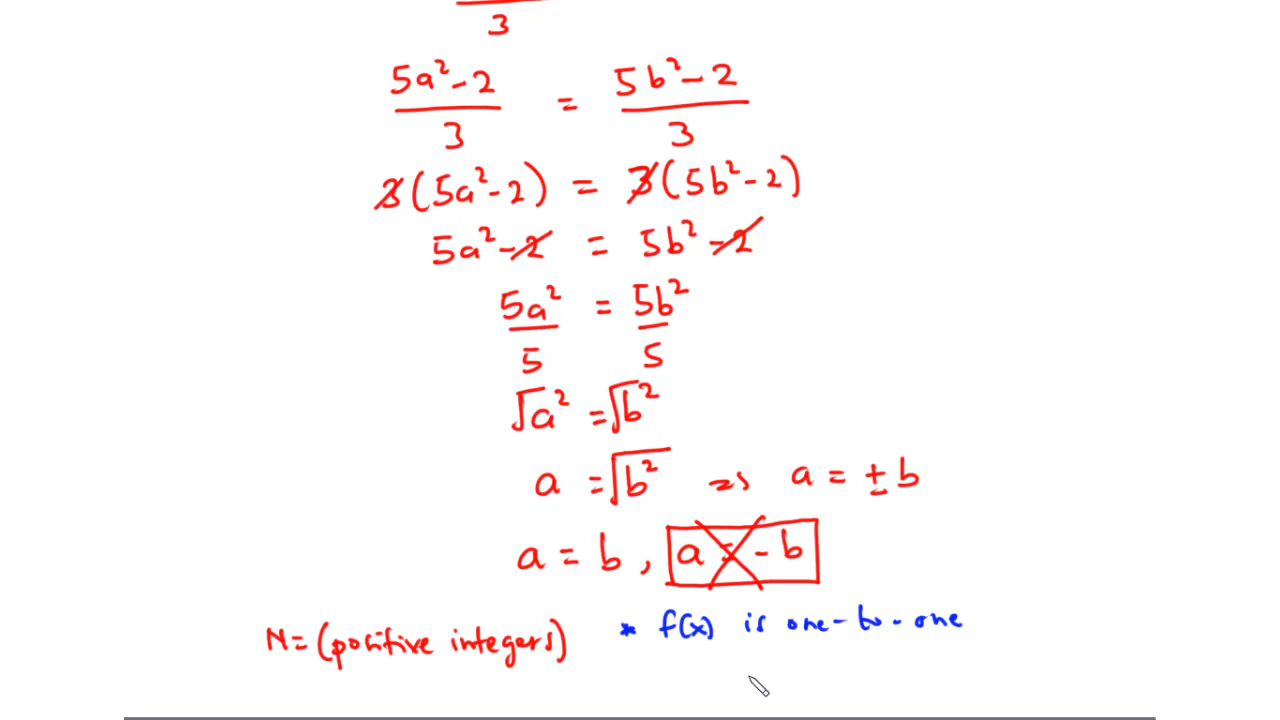 3
5a² - 2 / 3 = 5b² - 2 / 3
3(5a² - 2) = 3(5b² - 2)
5a² - 2 = 5b² - 2
5a² / 5 = 5b² / 5
√a² = √b²
a = √b² => a = ± b
a = b , a = - b
N = (positive integers) * f(x) is one-to-one